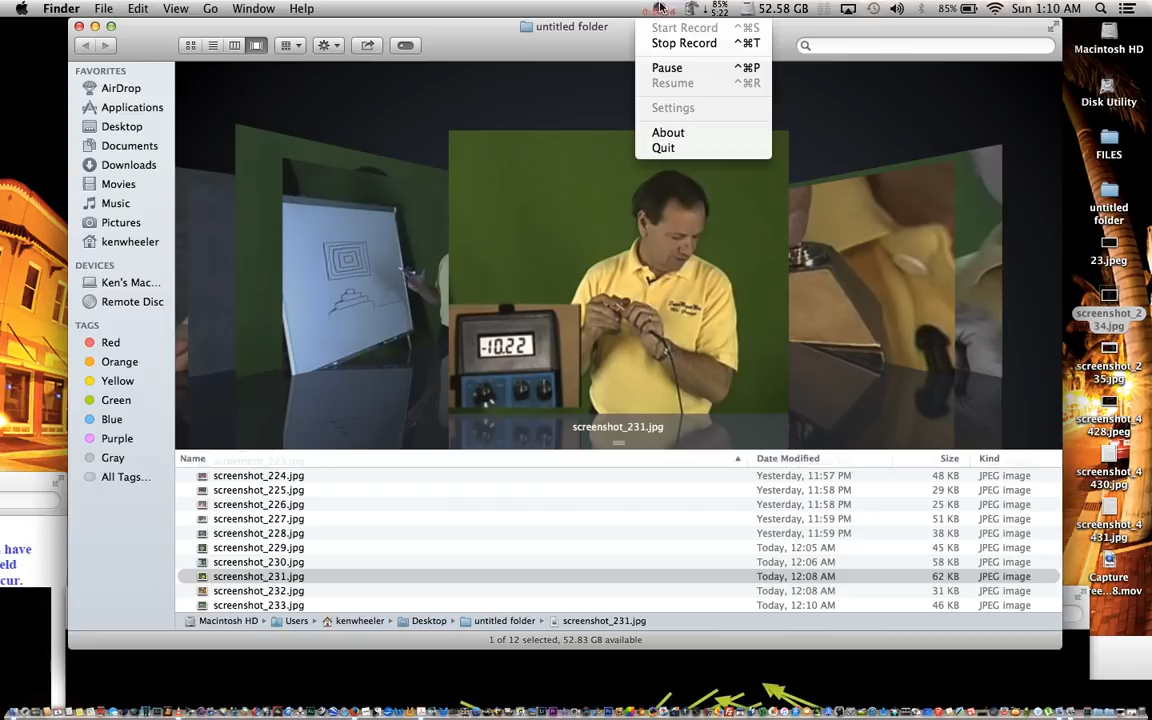 Finder File Edit View Go Window Help
85%
5:22
52.58 GB
85%
Sun 1:10 AM
untitled folder
Start Record ^⌘S
Stop Record ^⌘T
Pause ^⌘P
Resume ^⌘R
Settings
About
Quit
FAVORITES
AirDrop
Applications
Desktop
Documents
Downloads
Movies
Music
Pictures
kenwheeler
DEVICES
Ken's Mac...
Remote Disc
TAGS
Red
Orange
Yellow
Green
Blue
Purple
Gray
All Tags...
-10.22
screenshot_231.jpg
Name Date Modified Size Kind
screenshot_224.jpg Yesterday, 11:57 PM 48 KB JPEG image
screenshot_225.jpg Yesterday, 11:58 PM 29 KB JPEG image
screenshot_226.jpg Yesterday, 11:58 PM 25 KB JPEG image
screenshot_227.jpg Yesterday, 11:59 PM 51 KB JPEG image
screenshot_228.jpg Yesterday, 11:59 PM 38 KB JPEG image
screenshot_229.jpg Today, 12:05 AM 45 KB JPEG image
screenshot_230.jpg Today, 12:06 AM 58 KB JPEG image
screenshot_231.jpg Today, 12:08 AM 62 KB JPEG image
screenshot_232.jpg Today, 12:08 AM 31 KB JPEG image
screenshot_233.jpg Today, 12:10 AM 46 KB JPEG image
Macintosh HD Users kenwheeler Desktop untitled folder screenshot_231.jpg
1 of 12 selected, 52.83 GB available
Macintosh HD
Disk Utility
FILES
untitled
folder
23.jpeg
screenshot_2
34.jpg
screenshot_2
35.jpg
screenshot_4
428.jpeg
screenshot_4
430.jpg
screenshot_4
431.jpg
Capture
ree...8.mov
have
eld
cur.